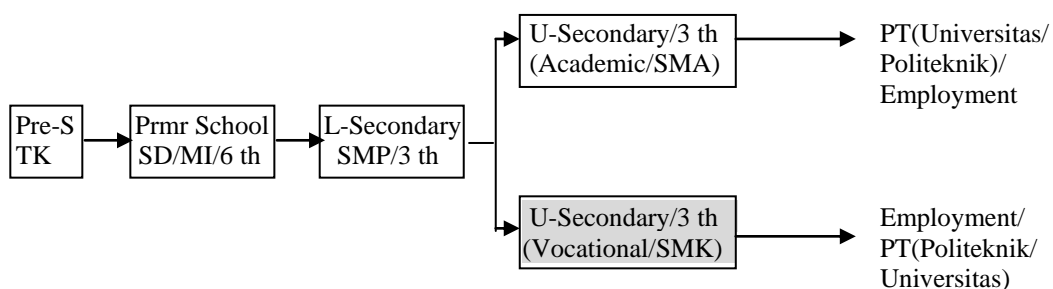 Pre-S
TK
Prmr School
SD/MI/6 th
L-Secondary
SMP/3 th
U-Secondary/3 th
(Academic/SMA)
PT(Universitas/
Politeknik)/
Employment
U-Secondary/3 th
(Vocational/SMK)
Employment/
PT(Politeknik/
Universitas)